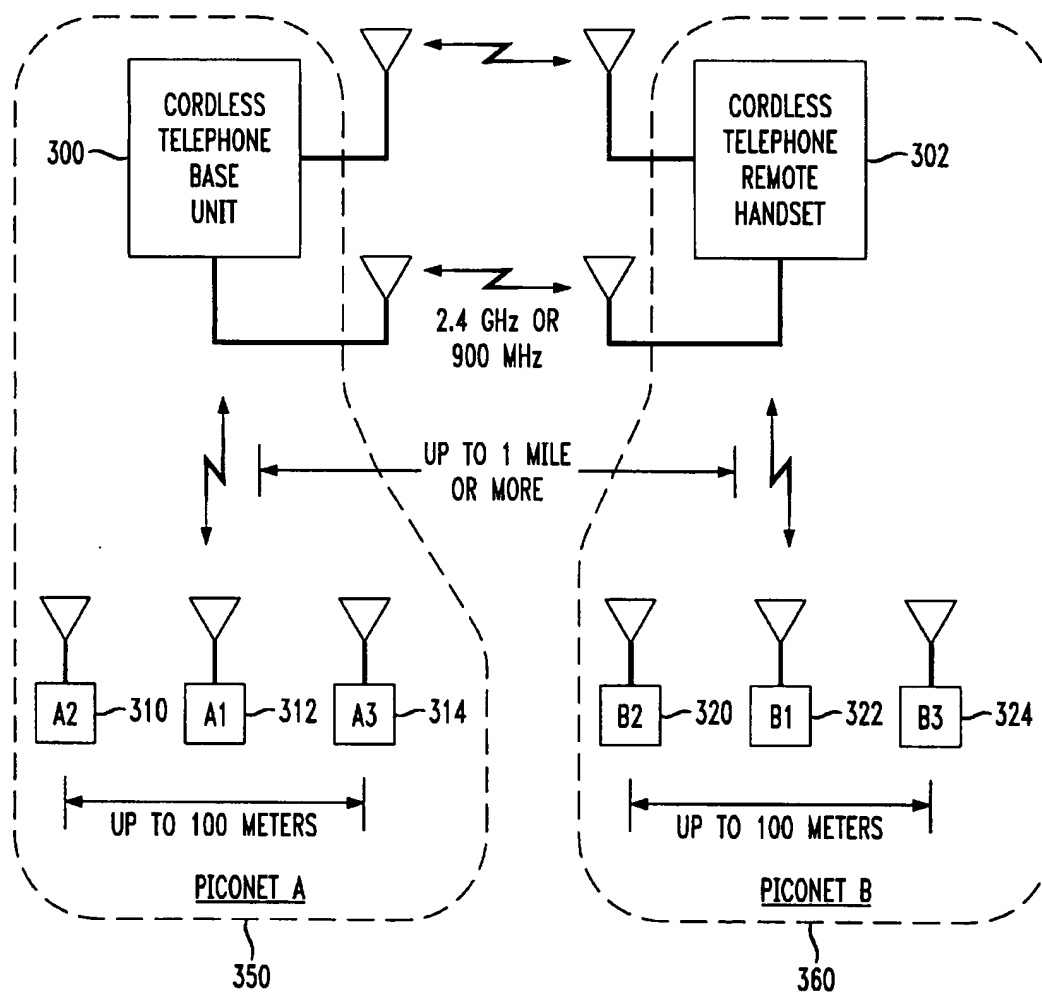 CORDLESS
TELEPHONE
BASE
UNIT
300
CORDLESS
TELEPHONE
REMOTE
HANDSET
302
2.4 GHz OR
900 MHz
UP TO 1 MILE
OR MORE
A2
310
A1
312
A3
314
B2
320
B1
322
B3
324
UP TO 100 METERS
UP TO 100 METERS
PICONET A
PICONET B
350
360